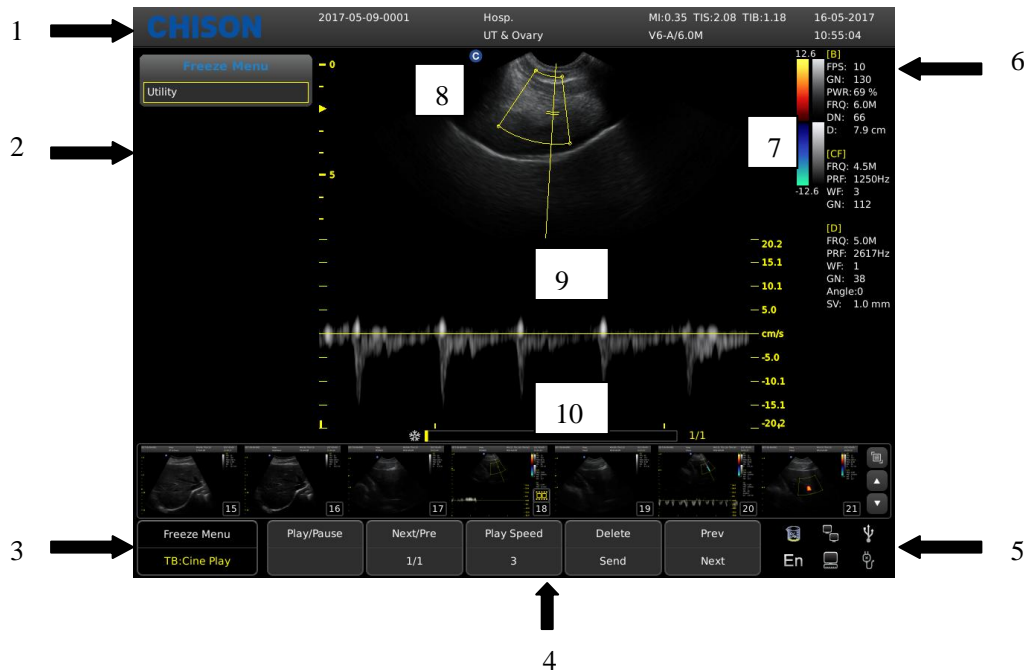 CHISON
2017-05-09-0001 Hosp. MI:0.35 TIS:2.08 TIB:1.18 16-05-2017
UT & Ovary V6-A/6.0M 10:55:04
1
2
3
4
5
6
7
8
9
10
Freeze Menu
Utility
C
0
5
12.6
-12.6
[B]
FPS: 10
GN: 130
PWR:69 %
FRQ: 6.0M
DN: 66
D: 7.9 cm
[CF]
FRQ: 4.5M
PRF: 1250Hz
WF: 3
GN: 112
[D]
FRQ: 5.0M
PRF: 2617Hz
WF: 1
GN: 38
Angle:0
SV: 1.0 mm
20.2
15.1
10.1
5.0
cm/s
-5.0
-10.1
-15.1
-20.2
1/1
15 16 17 18 19 20 21
Freeze Menu Play/Pause Next/Pre Play Speed Delete Prev
TB:Cine Play 1/1 3 Send Next En